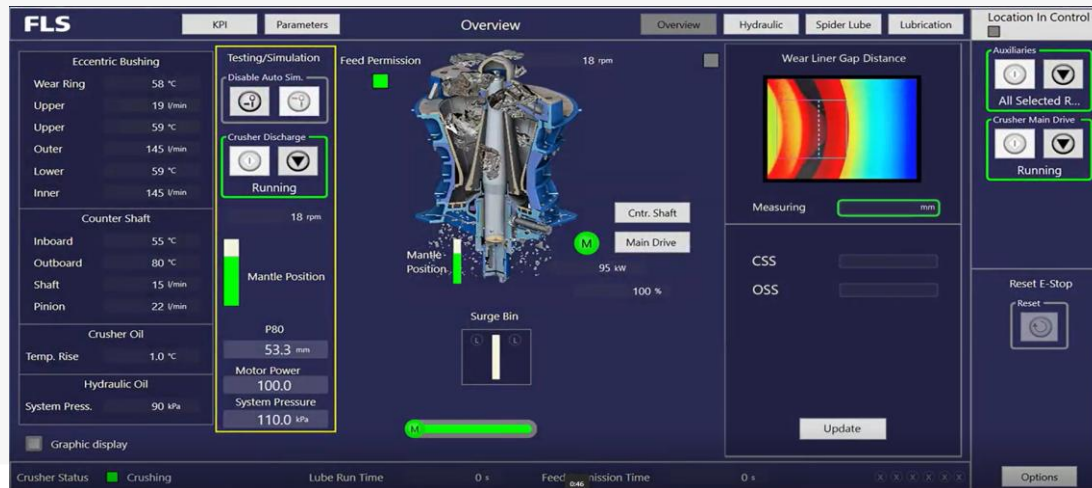 FLS
KPI
Parameters
Overview
Overview
Hydraulic
Spider Lube
Lubrication
Location In Control
Eccentric Bushing
Wear Ring 58 °C
Upper 19 l/min
Upper 59 °C
Outer 145 l/min
Lower 59 °C
Inner 145 l/min
Counter Shaft
Inboard 55 °C
Outboard 80 °C
Shaft 15 l/min
Pinion 22 l/min
Crusher Oil
Temp. Rise 1.0 °C
Hydraulic Oil
System Press. 90 kPa
Graphic display
Testing/Simulation
Disable Auto Sim.
Crusher Discharge
Running
18 rpm
Mantle Position
P80
53.3 mm
Motor Power
100.0
System Pressure
110.0 kPa
Feed Permission
18 rpm
Cntr. Shaft
M
Main Drive
Mantle
Position
95 kW
100 %
Surge Bin
L L
M
Wear Liner Gap Distance
Measuring mm
CSS
OSS
Update
Auxiliaries
All Selected R...
Crusher Main Drive
Running
Reset E-Stop
Reset
Crusher Status Crushing
Lube Run Time 0 s
Feed mission Time 0 s
0:46
X X X X X X
Options